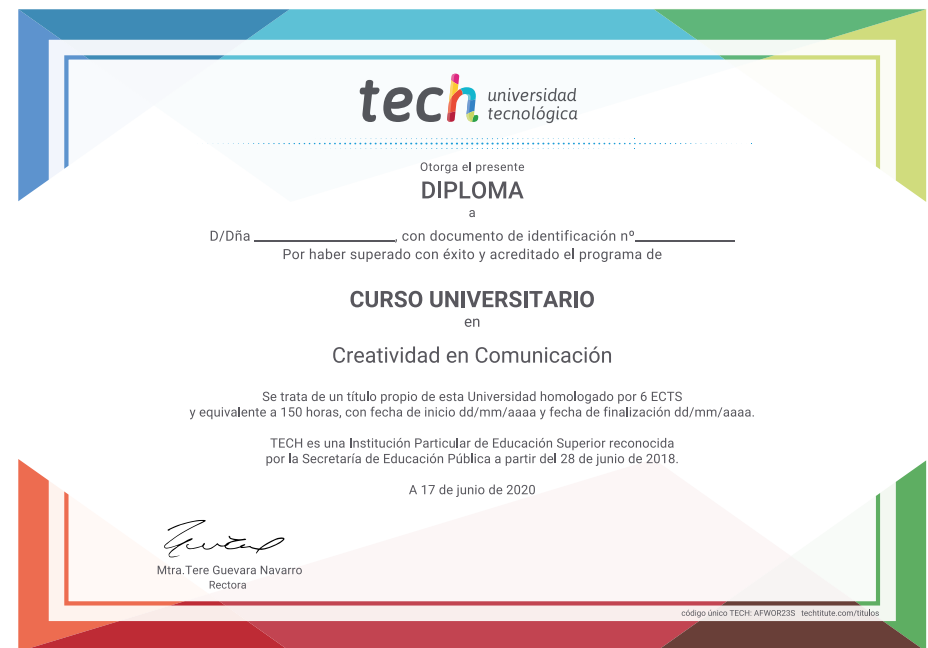 tech universidad
tecnológica
Otorga el presente
DIPLOMA
a
D/Dña ____________, con documento de identificación nº____________
Por haber superado con éxito y acreditado el programa de
CURSO UNIVERSITARIO
en
Creatividad en Comunicación
Se trata de un título propio de esta Universidad homologado por 6 ECTS
y equivalente a 150 horas, con fecha de inicio dd/mm/aaaa y fecha de finalización dd/mm/aaaa.
TECH es una Institución Particular de Educación Superior reconocida
por la Secretaría de Educación Pública a partir del 28 de junio de 2018.
A 17 de junio de 2020
Mtra.Tere Guevara Navarro
Rectora
código único TECH: AFWOR23S techtitute.com/titulos